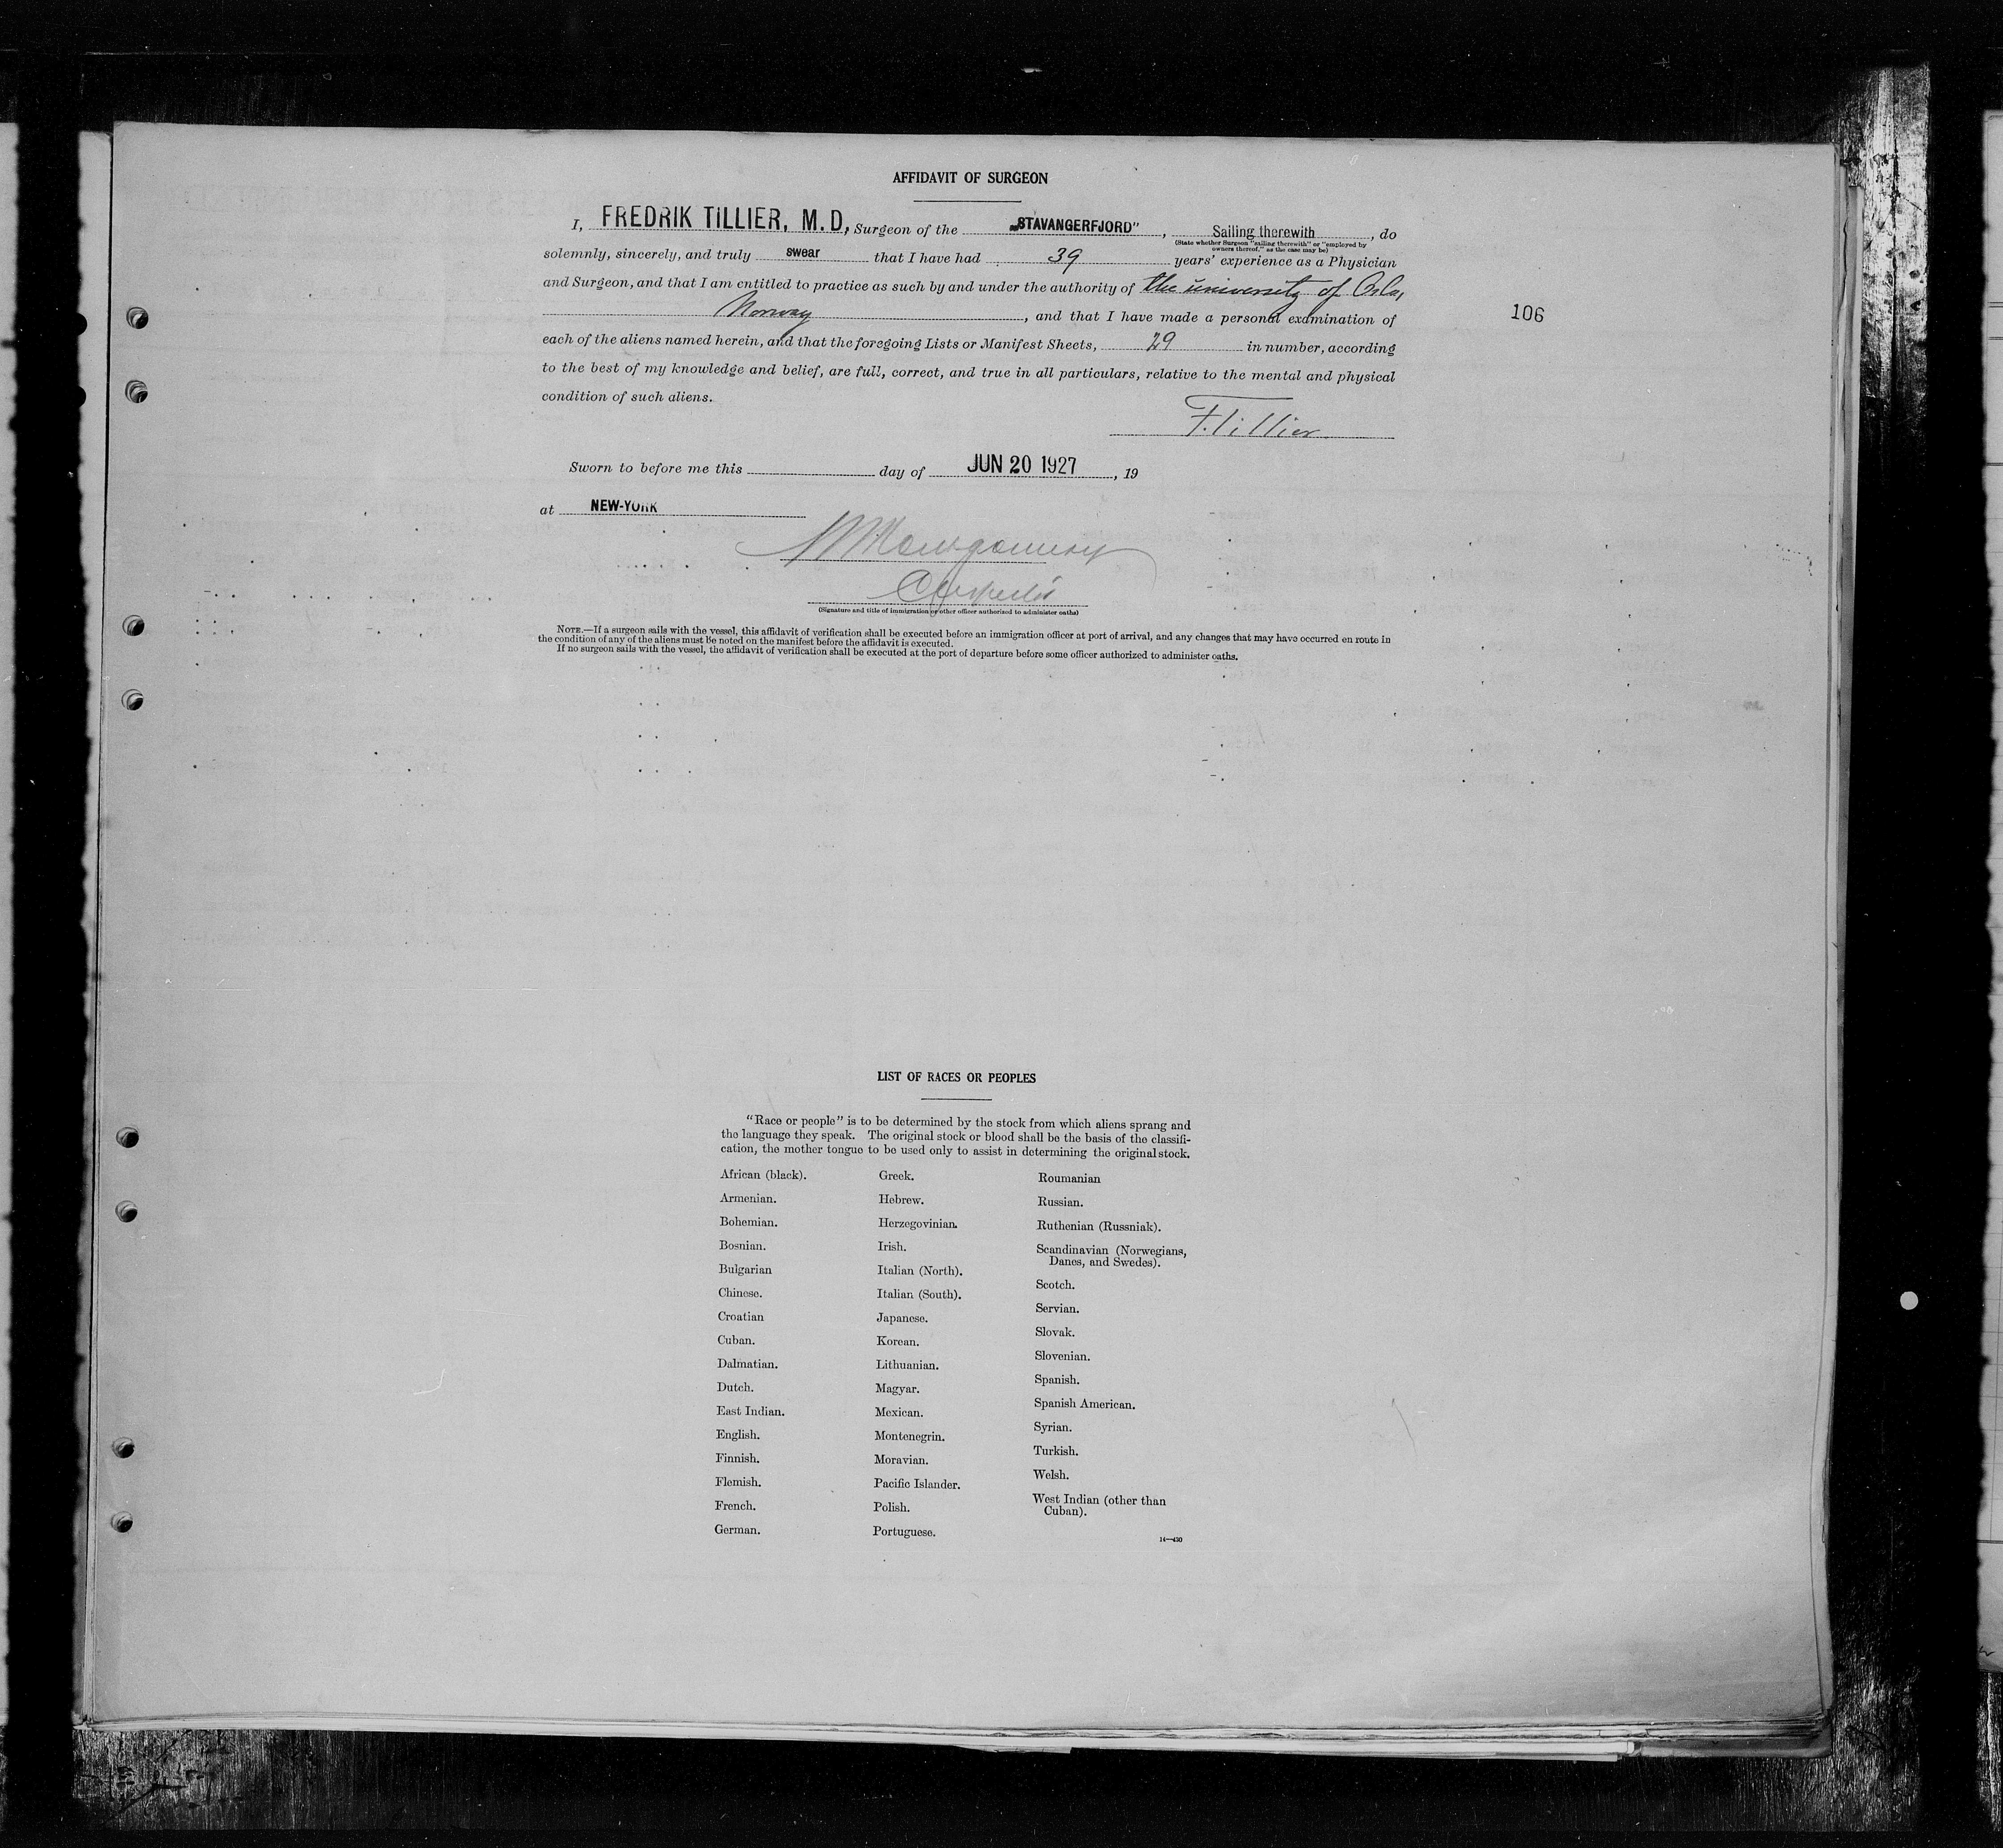 AFFIDAVIT OF SURGEON
I, FREDRIK TILLIER, M.D, Surgeon of the „STAVANGERFJORD”, Sailing therewith, do
(State whether Surgeon “sailing therewith” or “employed by
owners thereof,” as the case may be)
solemnly, sincerely, and truly swear that I have had 39 years' experience as a Physician
and Surgeon, and that I am entitled to practice as such by and under the authority of the university of Oslo,
Norway, and that I have made a personal examination of
106
each of the aliens named herein, and that the foregoing Lists or Manifest Sheets, 29 in number, according
to the best of my knowledge and belief, are full, correct, and true in all particulars, relative to the mental and physical
condition of such aliens.
F. Tillier
Sworn to before me this day of JUN 20 1927, 19
at NEW-YORK
Montgomery
(Signature and title of immigration or other officer authorized to administer oaths)
NOTE.—If a surgeon sails with the vessel, this affidavit of verification shall be executed before an immigration officer at port of arrival, and any changes that may have occurred en route in
the condition of any of the aliens must be noted on the manifest before the affidavit is executed.
If no surgeon sails with the vessel, the affidavit of verification shall be executed at the port of departure before some officer authorized to administer oaths.
LIST OF RACES OR PEOPLES
“Race or people” is to be determined by the stock from which aliens sprang and
the language they speak. The original stock or blood shall be the basis of the classifi-
cation, the mother tongue to be used only to assist in determining the original stock.
African (black).
Armenian.
Bohemian.
Bosnian.
Bulgarian
Chinese.
Croatian
Cuban.
Dalmatian.
Dutch.
East Indian.
English.
Finnish.
Flemish.
French.
German.
Greek.
Hebrew.
Herzegovinian.
Irish.
Italian (North).
Italian (South).
Japanese.
Korean.
Lithuanian.
Magyar.
Mexican.
Montenegrin.
Moravian.
Pacific Islander.
Polish.
Portuguese.
Roumanian
Russian.
Ruthenian (Russniak).
Scandinavian (Norwegians,
Danes, and Swedes).
Scotch.
Servian.
Slovak.
Slovenian.
Spanish.
Spanish American.
Syrian.
Turkish.
Welsh.
West Indian (other than
Cuban).
14—430